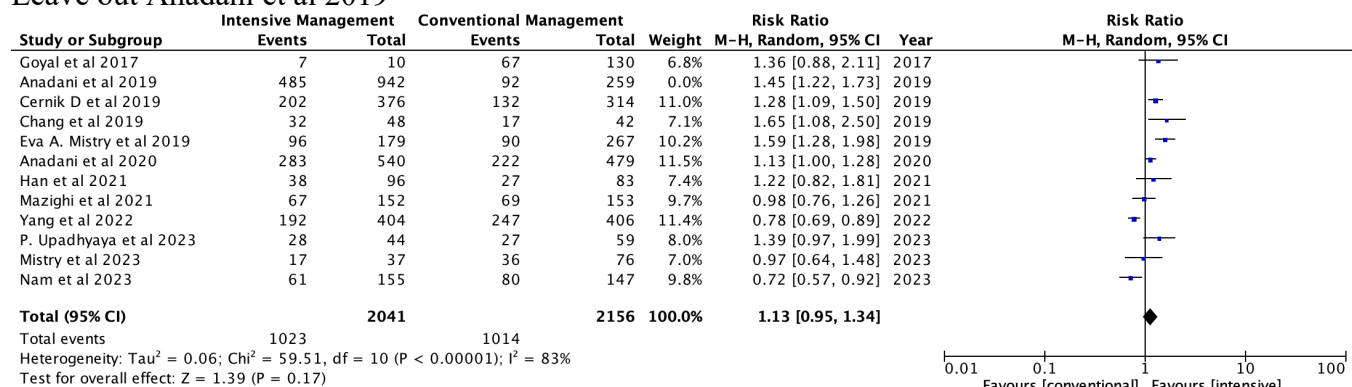 Leave out Anadani et al 2019
Intensive Management Conventional Management Risk Ratio Risk Ratio
Study or Subgroup Events Total Events Total Weight M-H, Random, 95% CI Year M-H, Random, 95% CI
Goyal et al 2017 7 10 67 130 6.8% 1.36 [0.88, 2.11] 2017
Anadani et al 2019 485 942 92 259 0.0% 1.45 [1.22, 1.73] 2019
Cernik D et al 2019 202 376 132 314 11.0% 1.28 [1.09, 1.50] 2019
Chang et al 2019 32 48 17 42 7.1% 1.65 [1.08, 2.50] 2019
Eva A. Mistry et al 2019 96 179 90 267 10.2% 1.59 [1.28, 1.98] 2019
Anadani et al 2020 283 540 222 479 11.5% 1.13 [1.00, 1.28] 2020
Han et al 2021 38 96 27 83 7.4% 1.22 [0.82, 1.81] 2021
Mazighi et al 2021 67 152 69 153 9.7% 0.98 [0.76, 1.26] 2021
Yang et al 2022 192 404 247 406 11.4% 0.78 [0.69, 0.89] 2022
P. Upadhyaya et al 2023 28 44 27 59 8.0% 1.39 [0.97, 1.99] 2023
Mistry et al 2023 17 37 36 76 7.0% 0.97 [0.64, 1.48] 2023
Nam et al 2023 61 155 80 147 9.8% 0.72 [0.57, 0.92] 2023
Total (95% CI) 2041 2156 100.0% 1.13 [0.95, 1.34]
Total events 1023 1014
Heterogeneity: Tau² = 0.06; Chi² = 59.51, df = 10 (P < 0.00001); I² = 83%
Test for overall effect: Z = 1.39 (P = 0.17)
0.01 0.1 1 10 100
Favours [conventional] Favours [intensive]